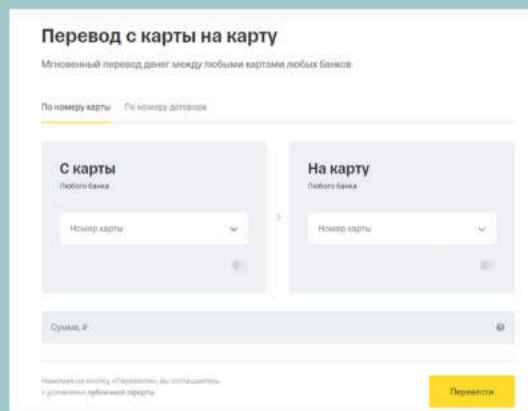 Перевод с карты на карту
Мгновенный перевод денег между любыми картами любых банков
По номеру карты По номеру договора
С карты
Любого банка
Номер карты
На карту
Любого банка
Номер карты
Сумма, ₽
Нажимая на кнопку «Перевести», вы соглашаетесь
с условиями публичной оферты.
Перевести